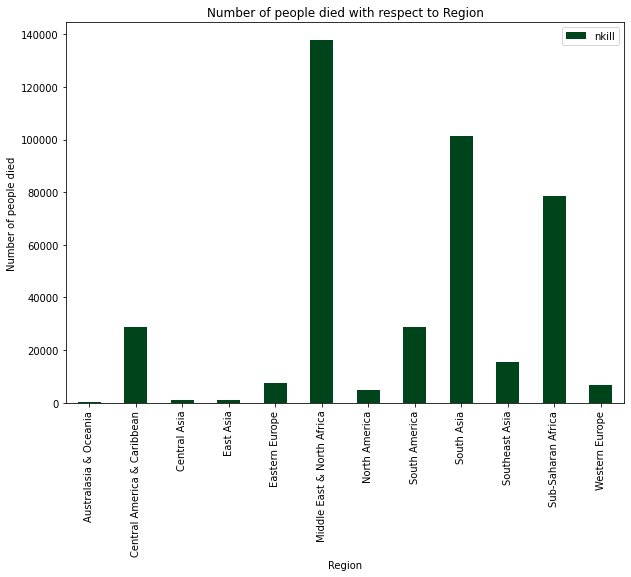 Number of people died with respect to Region
nkill
Number of people died
140000
120000
100000
80000
60000
40000
20000
0
Australasia & Oceania
Central America & Caribbean
Central Asia
East Asia
Eastern Europe
Middle East & North Africa
North America
South America
South Asia
Southeast Asia
Sub-Saharan Africa
Western Europe
Region